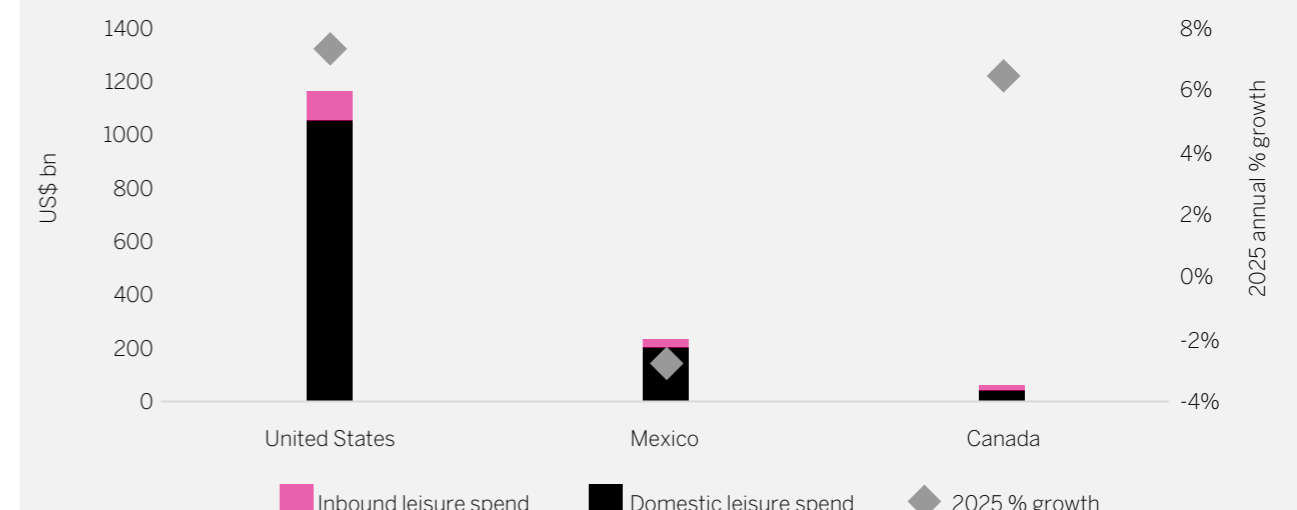 1400
1200
1000
800
600
400
200
0
US$ bn
8%
6%
4%
2%
0%
-2%
-4%
2025 annual % growth
United States
Mexico
Canada
Inbound leisure spend
Domestic leisure spend
2025 % growth